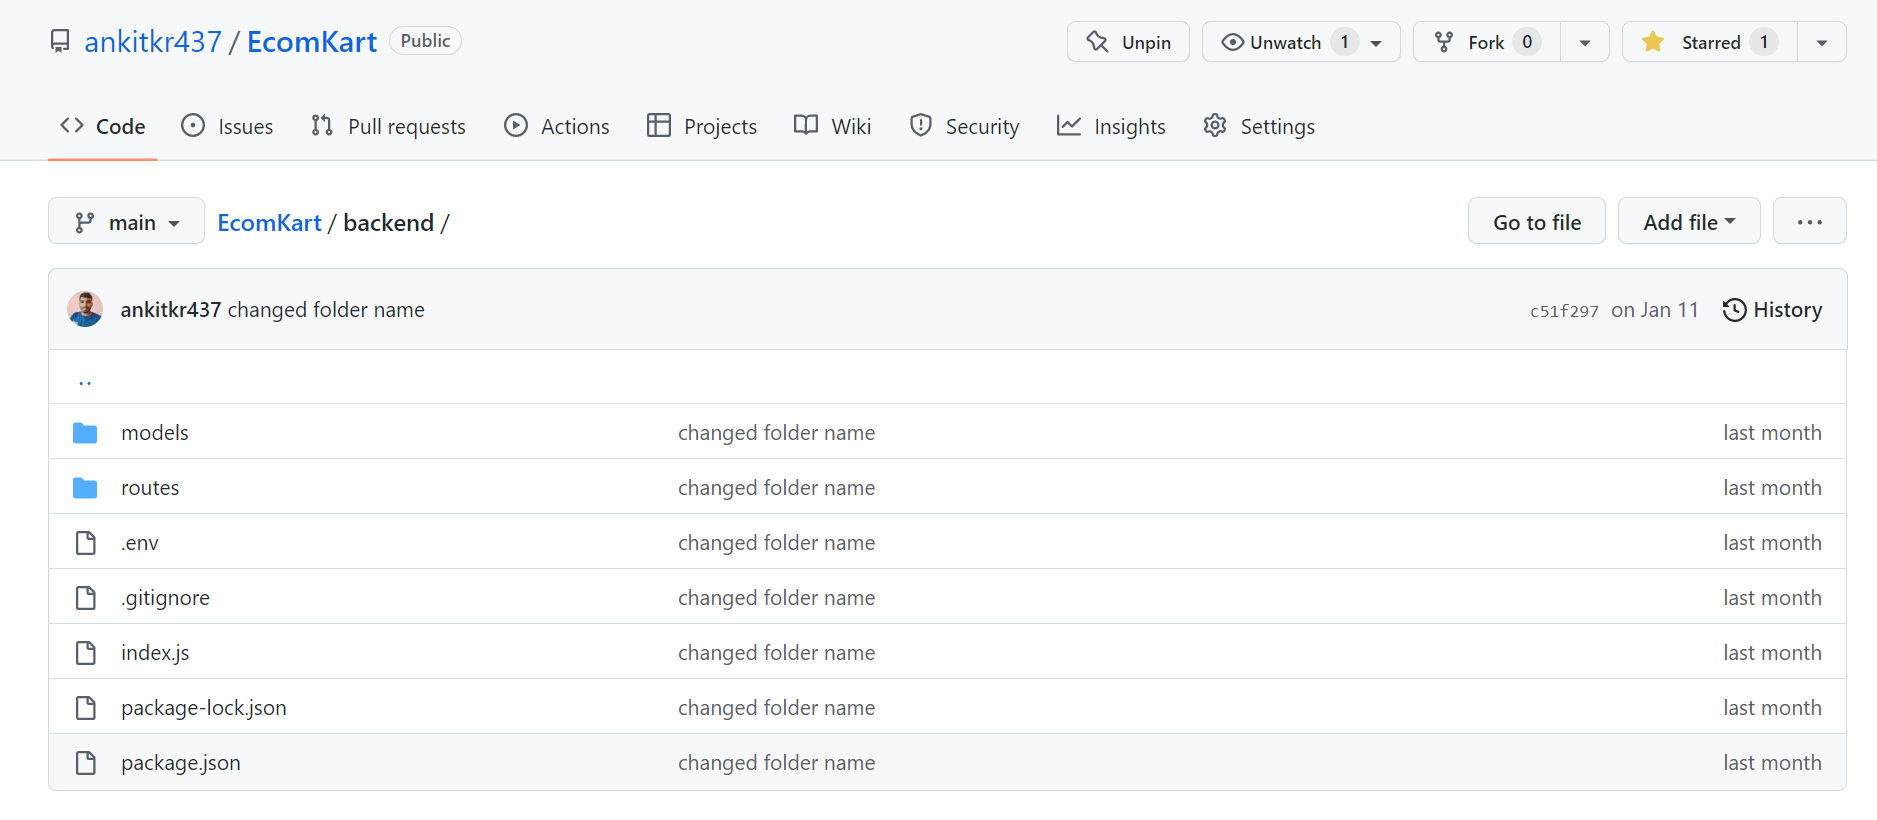 ankitkr437 / EcomKart Public Unpin Unwatch 1 Fork 0 Starred 1
Code Issues Pull requests Actions Projects Wiki Security Insights Settings
main EcomKart / backend / Go to file Add file ...
ankitkr437 changed folder name c51f297 on Jan 11 History
..
models changed folder name last month
routes changed folder name last month
.env changed folder name last month
.gitignore changed folder name last month
index.js changed folder name last month
package-lock.json changed folder name last month
package.json changed folder name last month